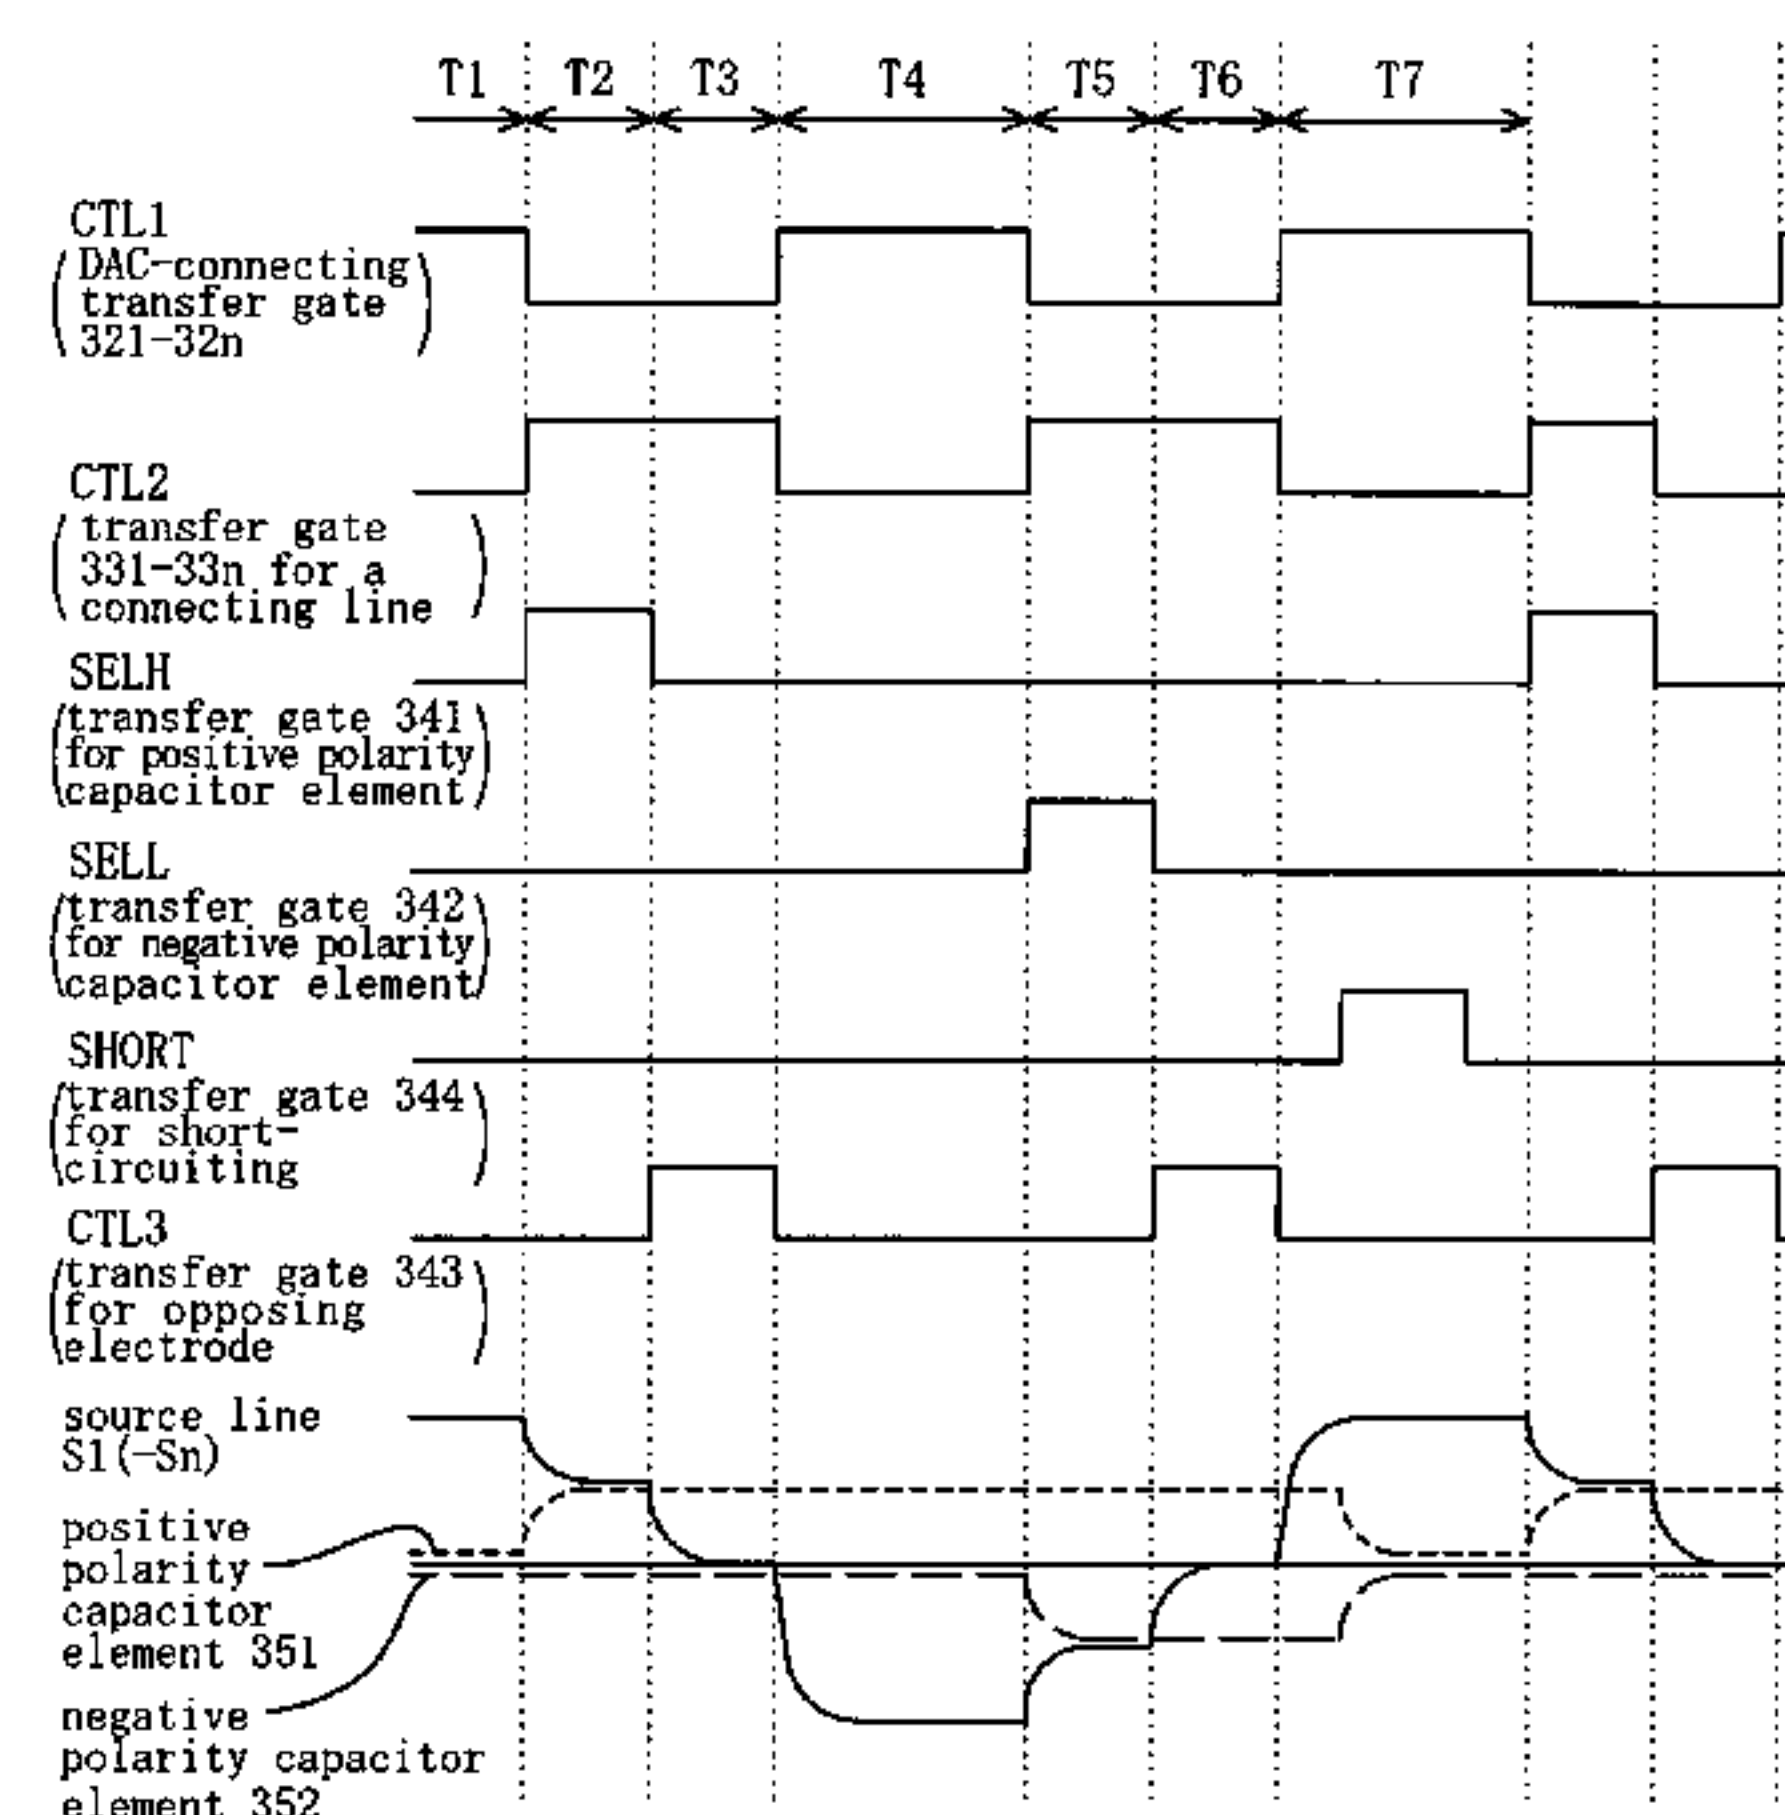 T1 T2 T3 T4 T5 T6 T7
CTL1
DAC-connecting
transfer gate
321-32n
CTL2
transfer gate
331-33n for a
connecting line
SELH
transfer gate 341
for positive polarity
capacitor element
SELL
transfer gate 342
for negative polarity
capacitor element
SHORT
transfer gate 344
for short-
circuiting
CTL3
transfer gate 343
for opposing
electrode
source line
S1(-Sn)
positive
polarity
capacitor
element 351
negative
polarity capacitor
element 352